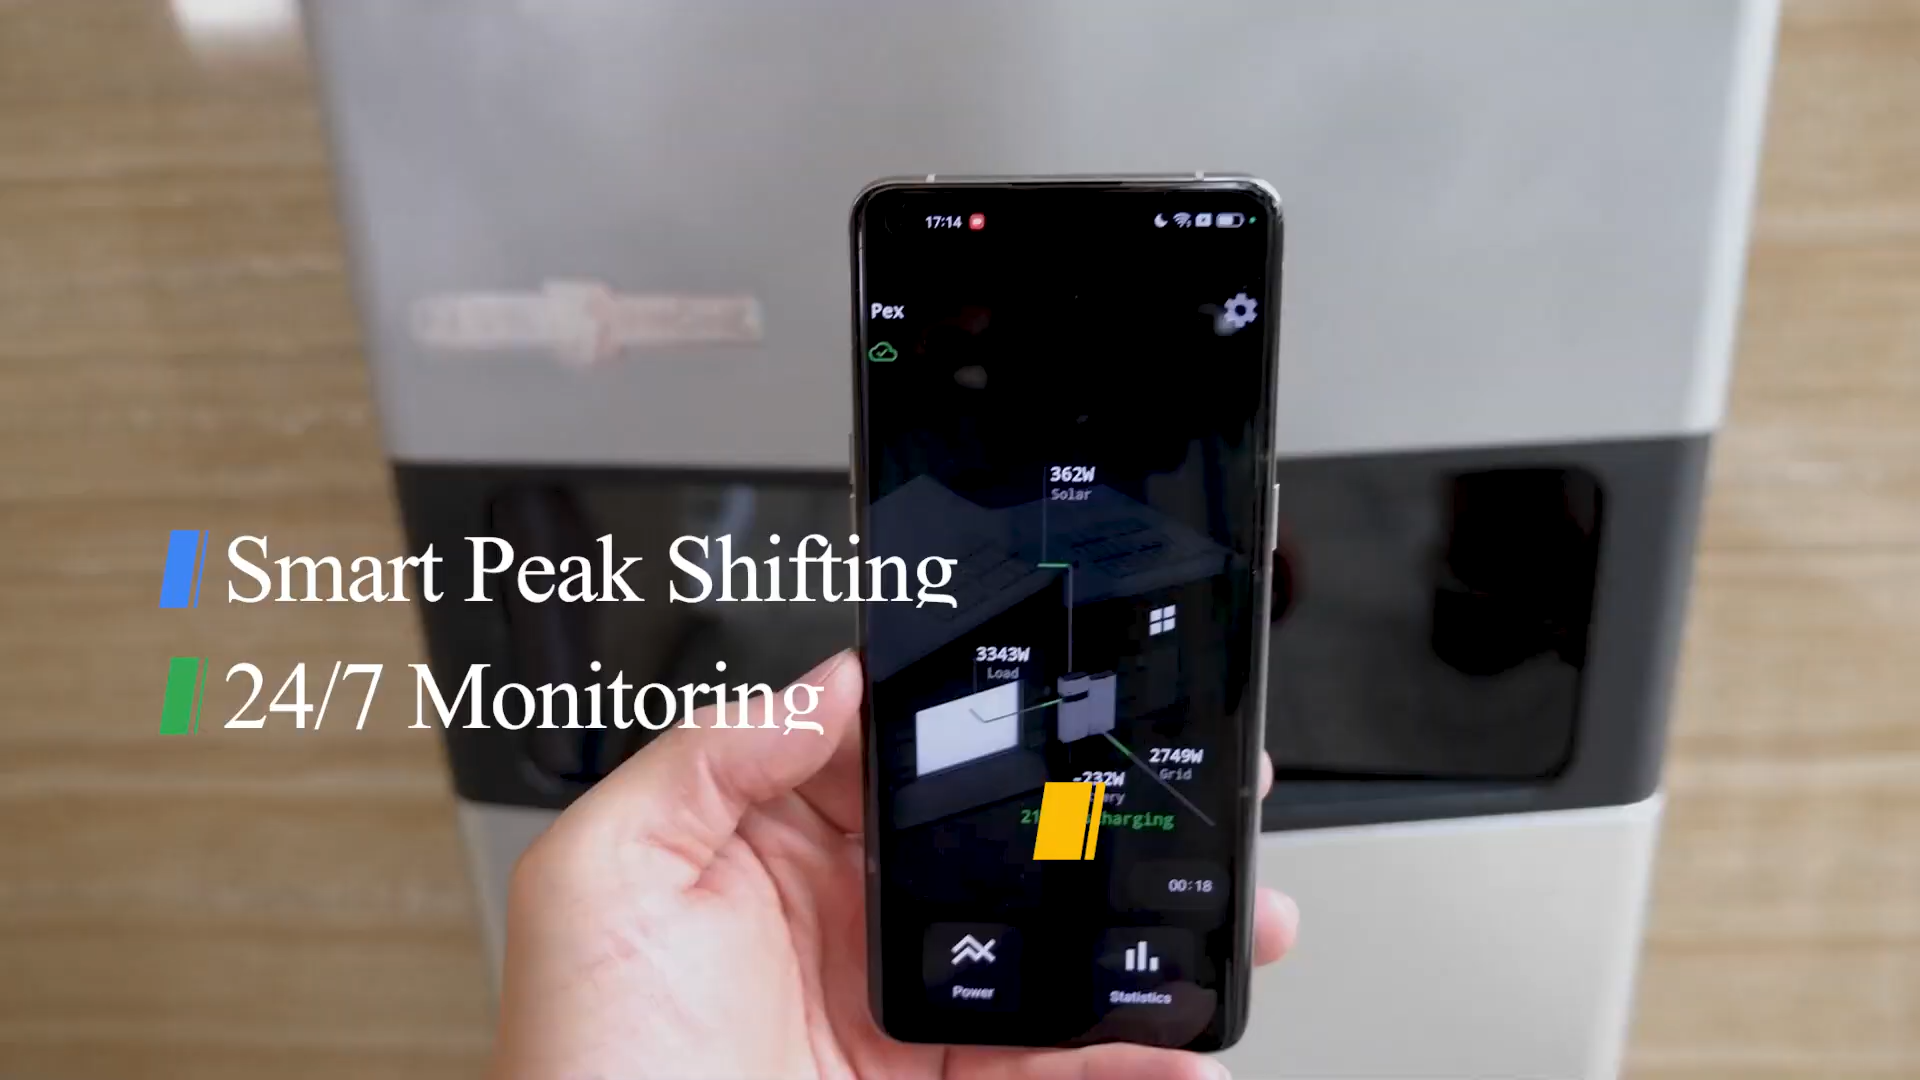 17:14
Pex
362W
Solar
Smart Peak Shifting
3343W
Load
24/7 Monitoring
2749W
Grid
-232W
00:18
Power
Statistics